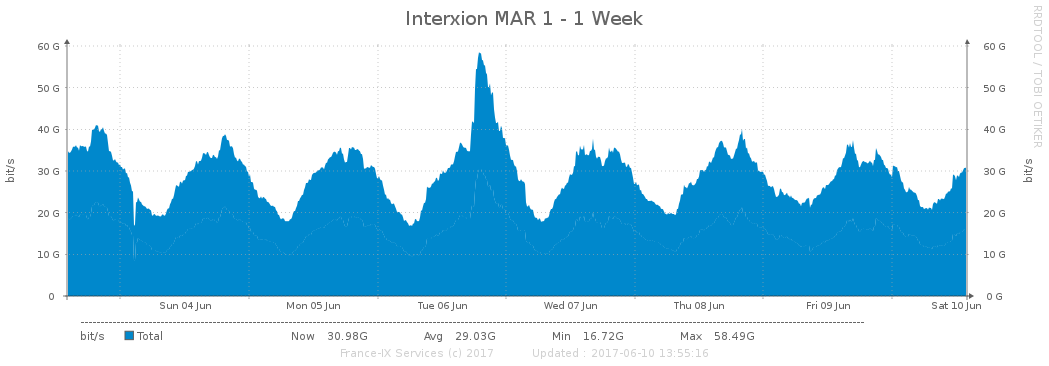 Interxion MAR 1 - 1 Week
RRDTOOL / TOBI OETIKER
bit/s
60 G 60 G
50 G 50 G
40 G 40 G
30 G 30 G
20 G 20 G
10 G 10 G
0 0 G
bit/s
Sun 04 Jun Mon 05 Jun Tue 06 Jun Wed 07 Jun Thu 08 Jun Fri 09 Jun Sat 10 Jun
bit/s Total Now 30.98G Avg 29.03G Min 16.72G Max 58.49G
France-IX Services (c) 2017 Updated : 2017-06-10 13:55:16